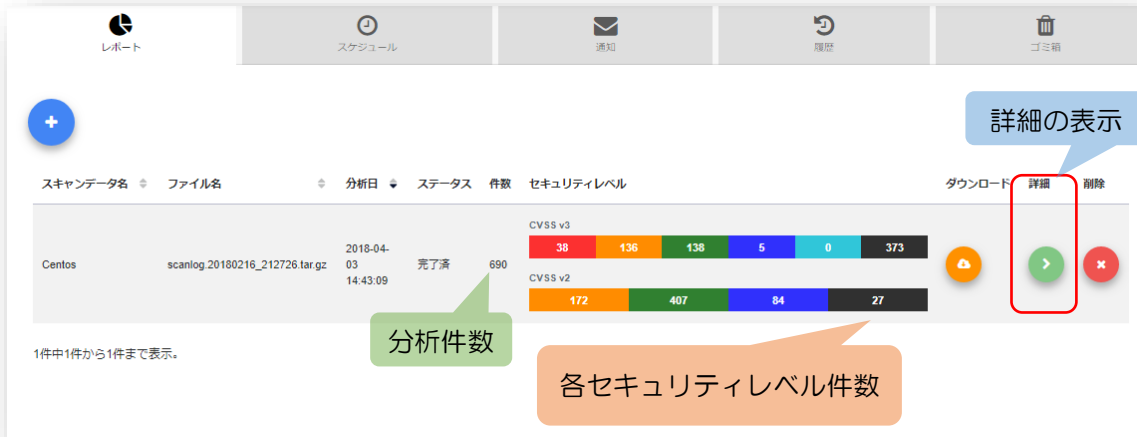 レポート
スケジュール
通知
履歴
ゴミ箱
詳細の表示
スキャンデータ名 ファイル名 分析日 ステータス 件数 セキュリティレベル ダウンロード 詳細 削除
CVSS v3
38 136 138 5 0 373
Centos scanlog.20180216_212726.tar.gz 2018-04-
03
14:43:09 完了済 690
CVSS v2
172 407 84 27
分析件数
1件中1件から1件まで表示。
各セキュリティレベル件数